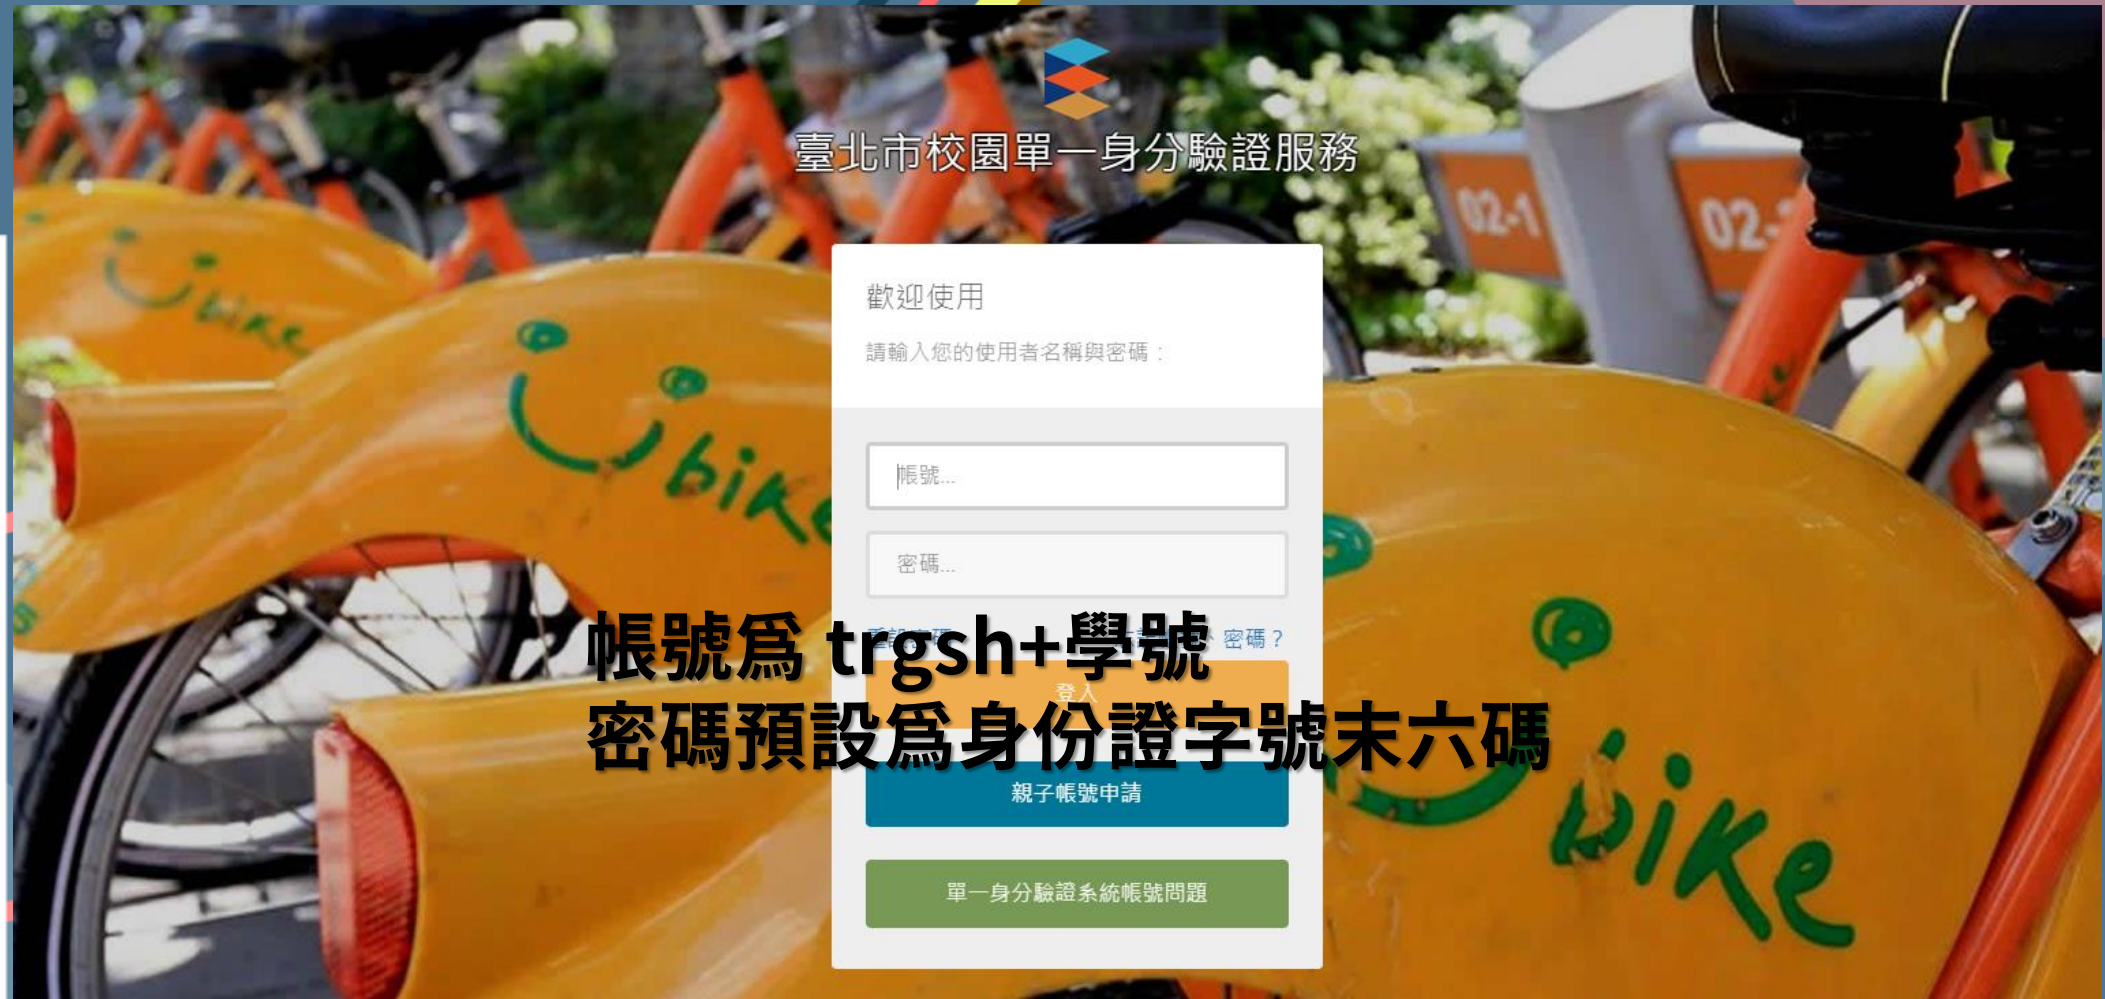 臺北市校園單一身分驗證服務
02-1
02-
歡迎使用
請輸入您的使用者名稱與密碼：
帳號...
密碼...
密碼？
帳號為 trgsh+學號
登入
密碼預設為身份證字號末六碼
親子帳號申請
單一身分驗證系統帳號問題
Ubike
Ubike
Ubike